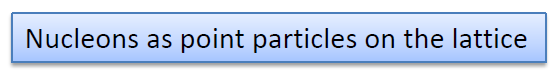 Nucleons as point particles on the lattice